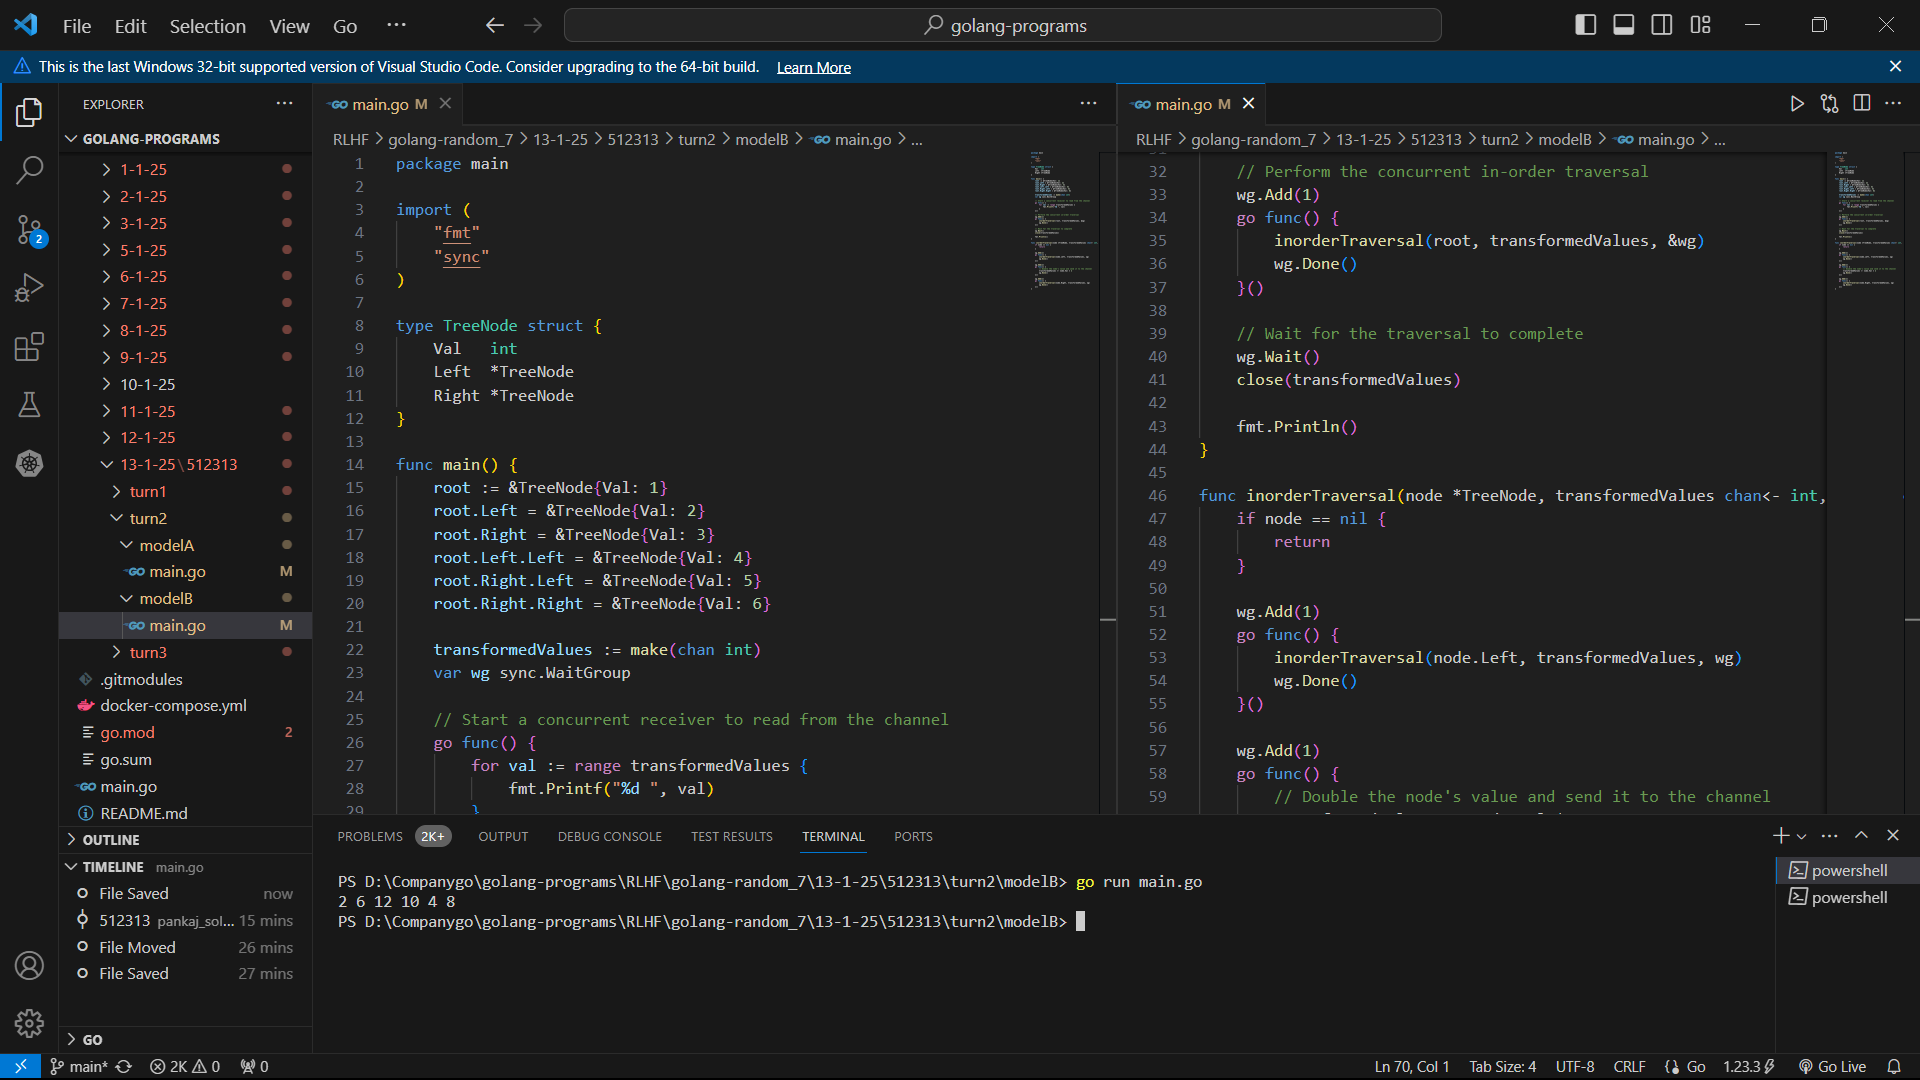 File Edit Selection View Go ···
golang-programs
This is the last Windows 32-bit supported version of Visual Studio Code. Consider upgrading to the 64-bit build. Learn More
EXPLORER
GOLANG-PROGRAMS
1-1-25
2-1-25
3-1-25
5-1-25
6-1-25
7-1-25
8-1-25
9-1-25
10-1-25
11-1-25
12-1-25
13-1-25\512313
turn1
turn2
modelA
GO main.go M
modelB
GO main.go M
turn3
.gitmodules
docker-compose.yml
go.mod 2
go.sum
GO main.go
README.md
OUTLINE
TIMELINE main.go
File Saved now
512313 pankaj_sol... 15 mins
File Moved 26 mins
File Saved 27 mins
GO
2
GO main.go M
RLHF > golang-random_7 > 13-1-25 > 512313 > turn2 > modelB > GO main.go > ...
1 package main
2
3 import (
4 "fmt"
5 "sync"
6 )
7
8 type TreeNode struct {
9 Val int
10 Left *TreeNode
11 Right *TreeNode
12 }
13
14 func main() {
15 root := &TreeNode{Val: 1}
16 root.Left = &TreeNode{Val: 2}
17 root.Right = &TreeNode{Val: 3}
18 root.Left.Left = &TreeNode{Val: 4}
19 root.Right.Left = &TreeNode{Val: 5}
20 root.Right.Right = &TreeNode{Val: 6}
21
22 transformedValues := make(chan int)
23 var wg sync.WaitGroup
24
25 // Start a concurrent receiver to read from the channel
26 go func() {
27 for val := range transformedValues {
28 fmt.Printf("%d ", val)
29 }
GO main.go M
RLHF > golang-random_7 > 13-1-25 > 512313 > turn2 > modelB > GO main.go > ...
32 // Perform the concurrent in-order traversal
33 wg.Add(1)
34 go func() {
35 inorderTraversal(root, transformedValues, &wg)
36 wg.Done()
37 }()
38
39 // Wait for the traversal to complete
40 wg.Wait()
41 close(transformedValues)
42
43 fmt.Println()
44 }
45
46 func inorderTraversal(node *TreeNode, transformedValues chan<- int,
47 if node == nil {
48 return
49 }
50
51 wg.Add(1)
52 go func() {
53 inorderTraversal(node.Left, transformedValues, wg)
54 wg.Done()
55 }()
56
57 wg.Add(1)
58 go func() {
59 // Double the node's value and send it to the channel
PROBLEMS 2K+ OUTPUT DEBUG CONSOLE TEST RESULTS TERMINAL PORTS
PS D:\Companygo\golang-programs\RLHF\golang-random_7\13-1-25\512313\turn2\modelB> go run main.go
2 6 12 10 4 8
PS D:\Companygo\golang-programs\RLHF\golang-random_7\13-1-25\512313\turn2\modelB>
powershell
powershell
main* 2K 0 0 Ln 70, Col 1 Tab Size: 4 UTF-8 CRLF Go 1.23.3 Go Live